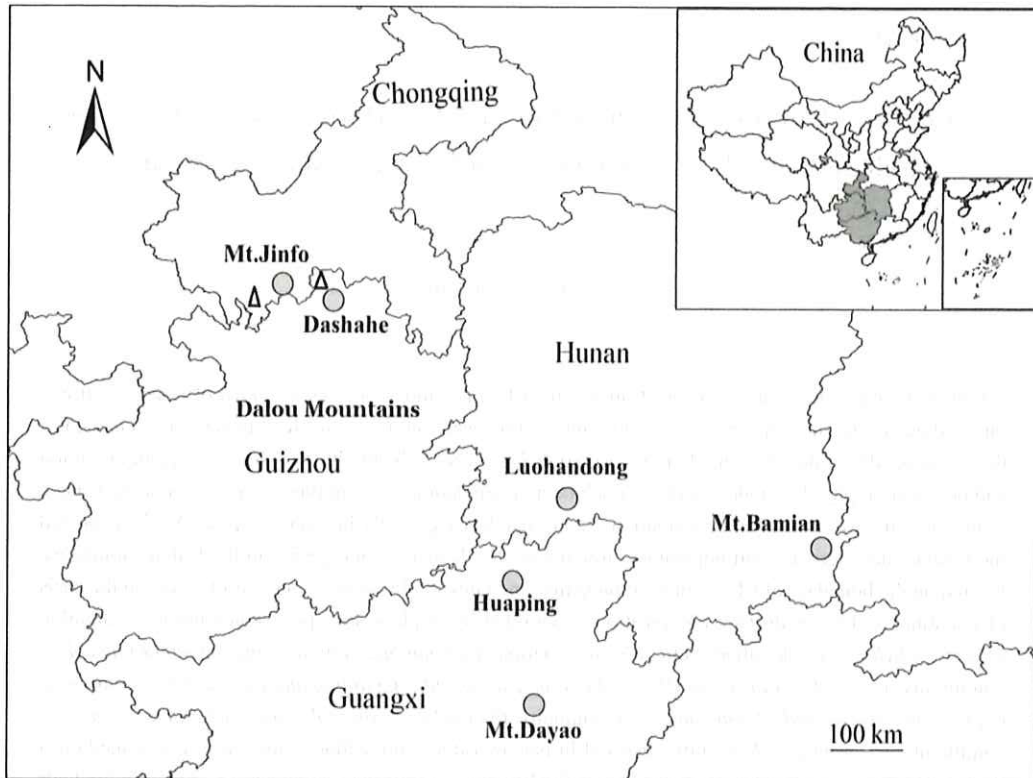 China
N
Chongqing
Mt.Jinfo
Dashahe
Hunan
Dalou Mountains
Guizhou
Luohandong
Mt.Bamian
Huaping
Guangxi
Mt.Dayao
100 km